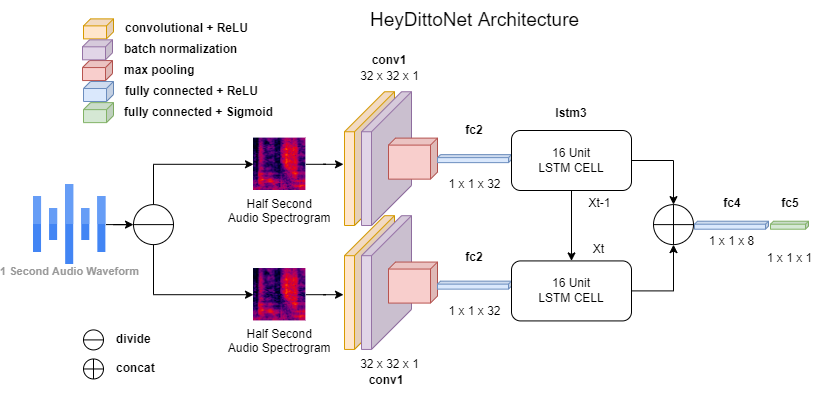 HeyDittoNet Architecture
convolutional + ReLU
batch normalization
max pooling
fully connected + ReLU
fully connected + Sigmoid
conv1
32 x 32 x 1
fc2
1 x 1 x 32
lstm3
16 Unit
LSTM CELL
Half Second
Audio Spectrogram
Xt-1
fc4
fc5
1 x 1 x 8
1 x 1 x 1
1 Second Audio Waveform
Xt
fc2
1 x 1 x 32
16 Unit
LSTM CELL
Half Second
Audio Spectrogram
32 x 32 x 1
conv1
divide
concat